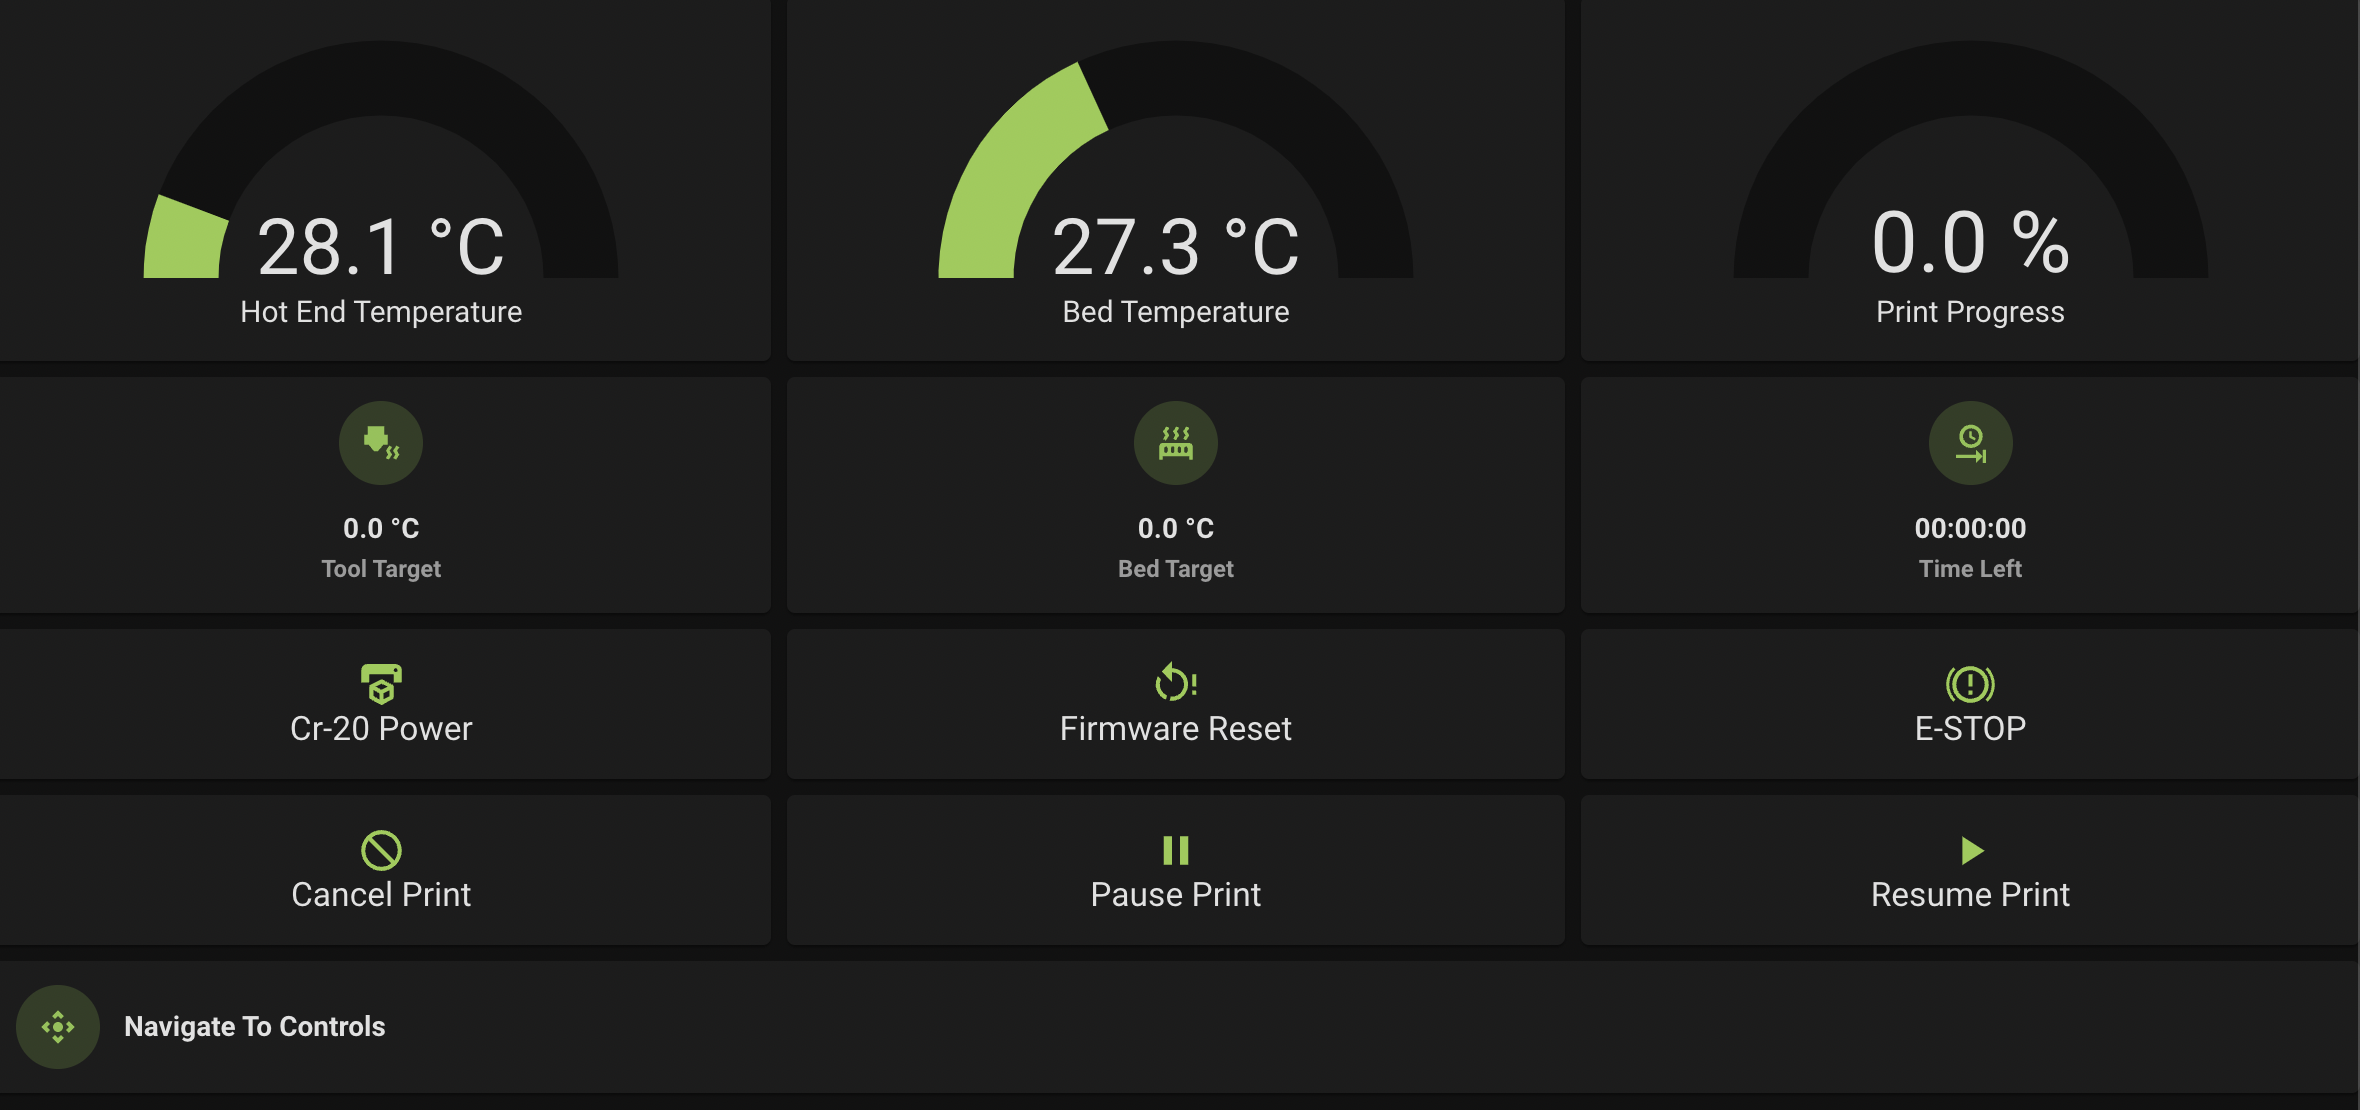 28.1 °C
Hot End Temperature
27.3 °C
Bed Temperature
0.0 %
Print Progress
0.0 °C
Tool Target
0.0 °C
Bed Target
00:00:00
Time Left
Cr-20 Power
Firmware Reset
E-STOP
Cancel Print
Pause Print
Resume Print
Navigate To Controls